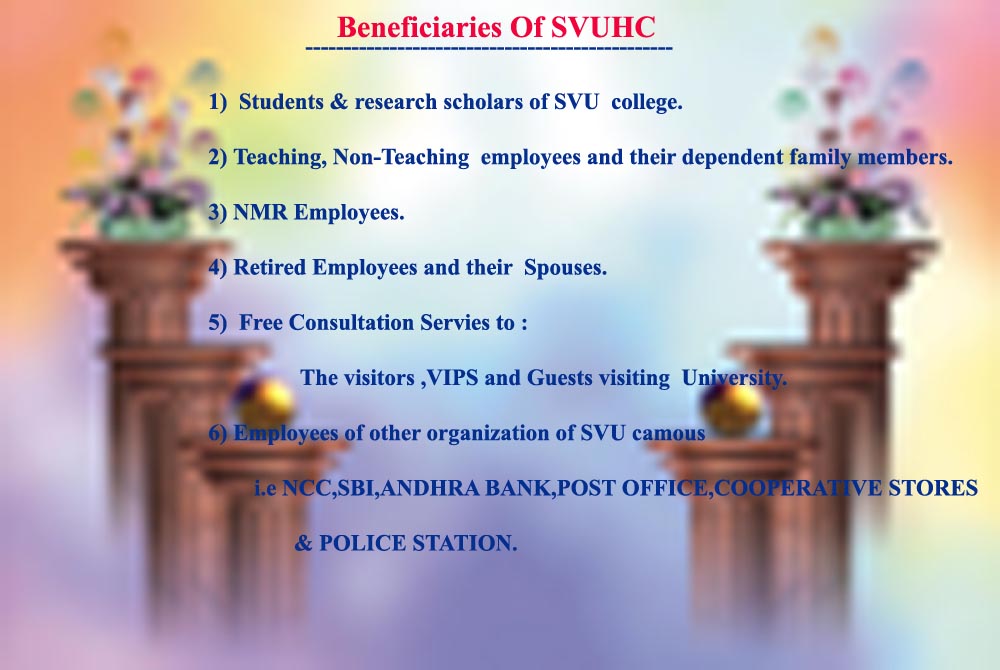 Beneficiaries Of SVUHC
------------------------------------------------
1) Students & research scholars of SVU college.
2) Teaching, Non-Teaching employees and their dependent family members.
3) NMR Employees.
4) Retired Employees and their Spouses.
5) Free Consultation Servies to :
The visitors ,VIPS and Guests visiting University.
6) Employees of other organization of SVU camous
i.e NCC,SBI,ANDHRA BANK,POST OFFICE,COOPERATIVE STORES
& POLICE STATION.